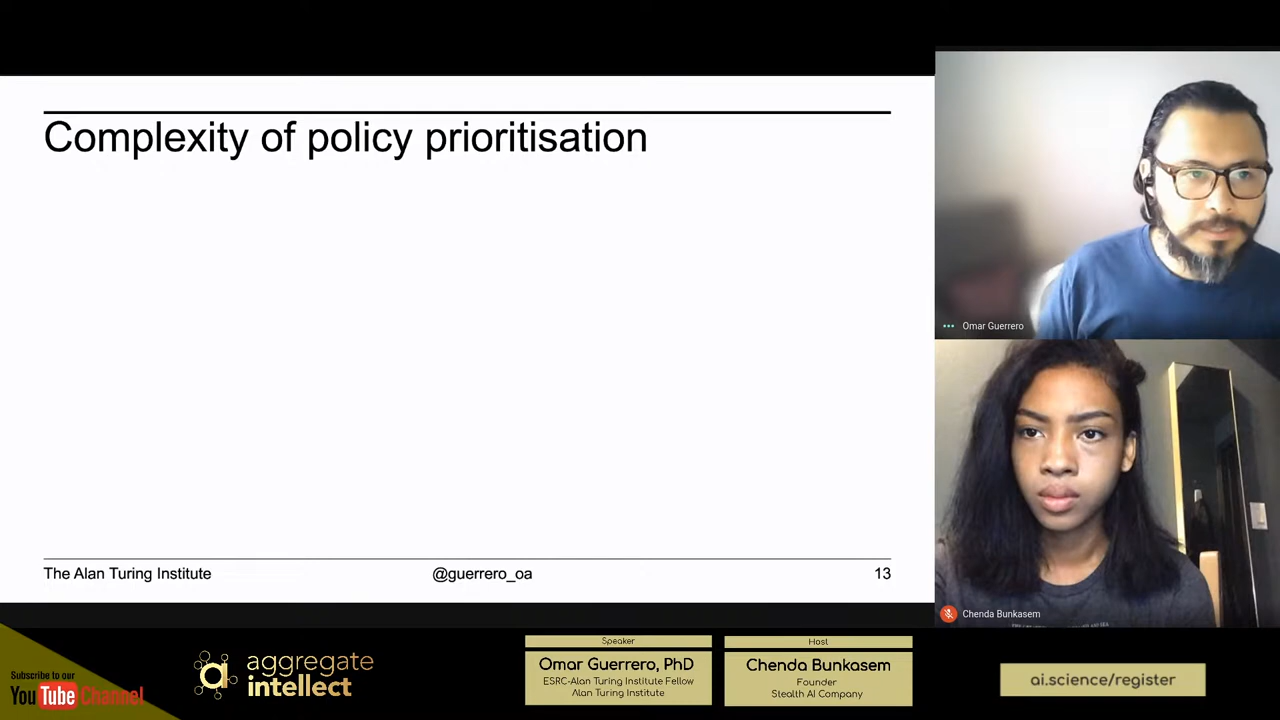 Complexity of policy prioritisation
The Alan Turing Institute
@guerrero_oa
13
Omar Guerrero
Chenda Bunkasem
Subscribe to our
YouTube Channel
ai
aggregate
intellect
Speaker
Omar Guerrero, PhD
ESRC-Alan Turing Institute Fellow
Alan Turing Institute
Host
Chenda Bunkasem
Founder
Stealth AI Company
ai.science/register